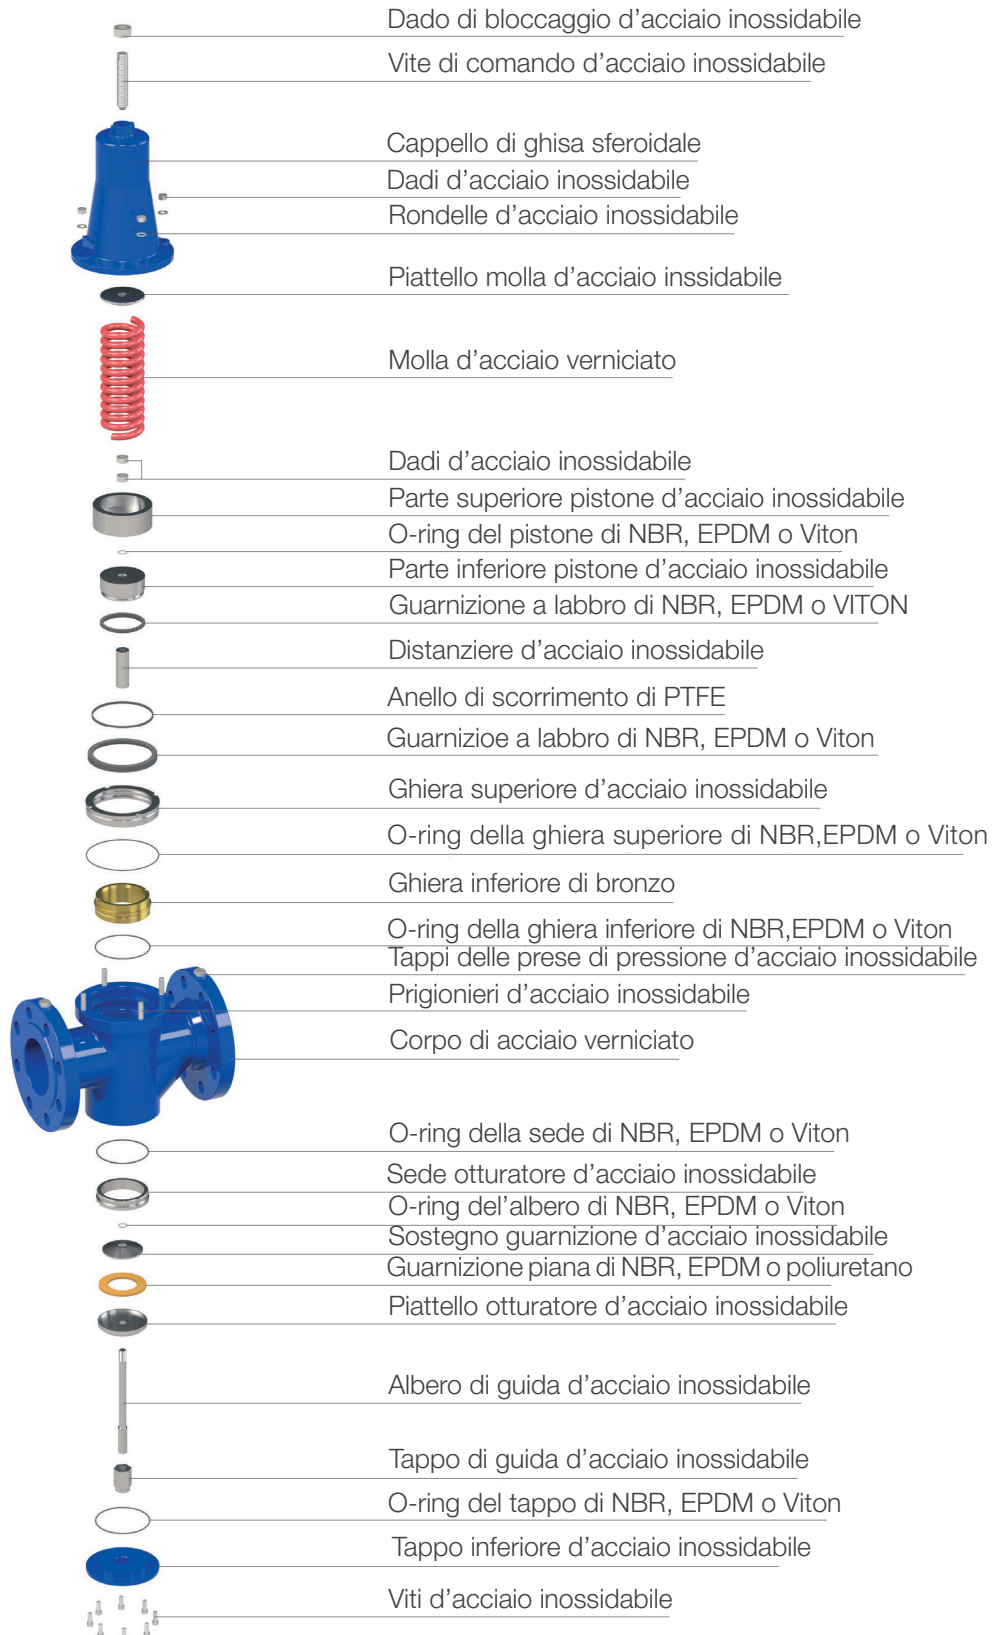 Dado di bloccaggio d’acciaio inossidabile
Vite di comando d’acciaio inossidabile
Cappello di ghisa sferoidale
Dadi d’acciaio inossidabile
Rondelle d’acciaio inossidabile
Piattello molla d’acciaio inssidabile
Molla d’acciaio verniciato
Dadi d’acciaio inossidabile
Parte superiore pistone d’acciaio inossidabile
O-ring del pistone di NBR, EPDM o Viton
Parte inferiore pistone d’acciaio inossidabile
Guarnizione a labbro di NBR, EPDM o VITON
Distanziere d’acciaio inossidabile
Anello di scorrimento di PTFE
Guarnizioe a labbro di NBR, EPDM o Viton
Ghiera superiore d’acciaio inossidabile
O-ring della ghiera superiore di NBR,EPDM o Viton
Ghiera inferiore di bronzo
O-ring della ghiera inferiore di NBR,EPDM o Viton
Tappi delle prese di pressione d’acciaio inossidabile
Prigionieri d’acciaio inossidabile
Corpo di acciaio verniciato
O-ring della sede di NBR, EPDM o Viton
Sede otturatore d’acciaio inossidabile
O-ring del’albero di NBR, EPDM o Viton
Sostegno guarnizione d’acciaio inossidabile
Guarnizione piana di NBR, EPDM o poliuretano
Piattello otturatore d’acciaio inossidabile
Albero di guida d’acciaio inossidabile
Tappo di guida d’acciaio inossidabile
O-ring del tappo di NBR, EPDM o Viton
Tappo inferiore d’acciaio inossidabile
Viti d’acciaio inossidabile